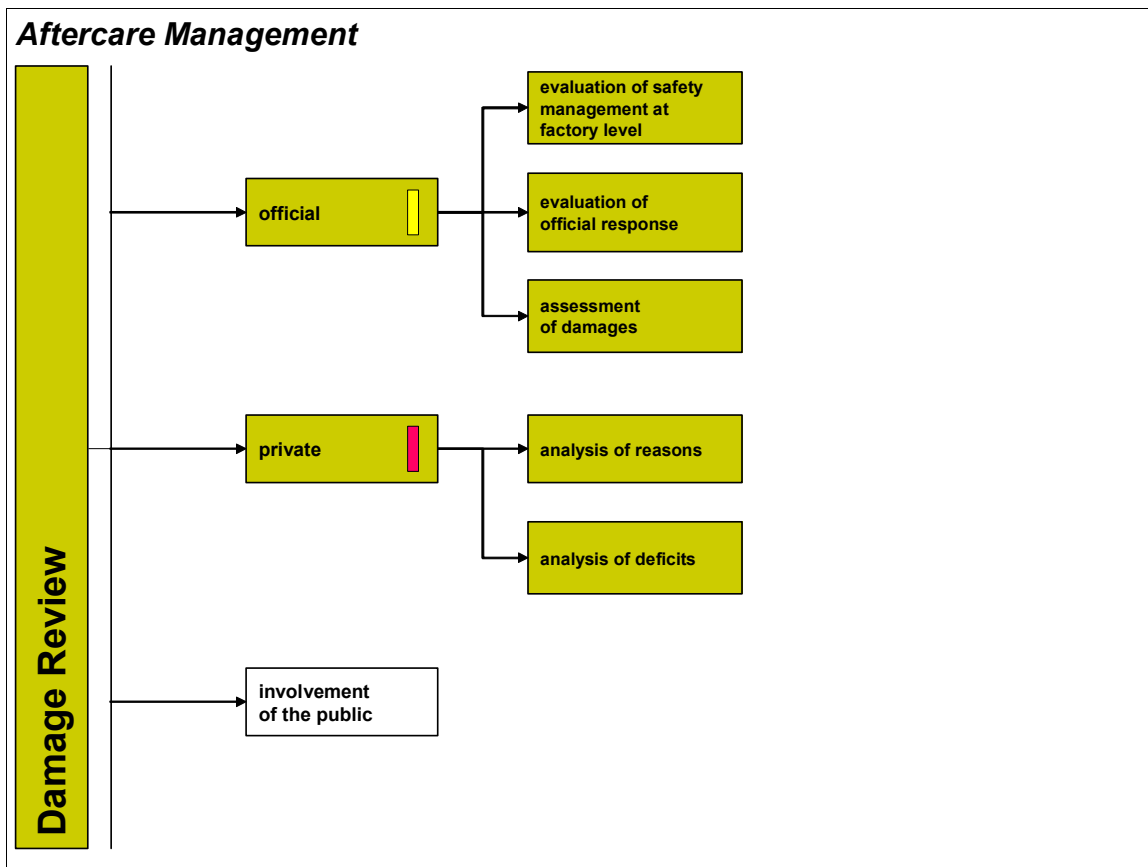 Aftercare Management
Damage Review
official
evaluation of safety
management at
factory level
evaluation of
official response
assessment
of damages
private
analysis of reasons
analysis of deficits
involvement
of the public